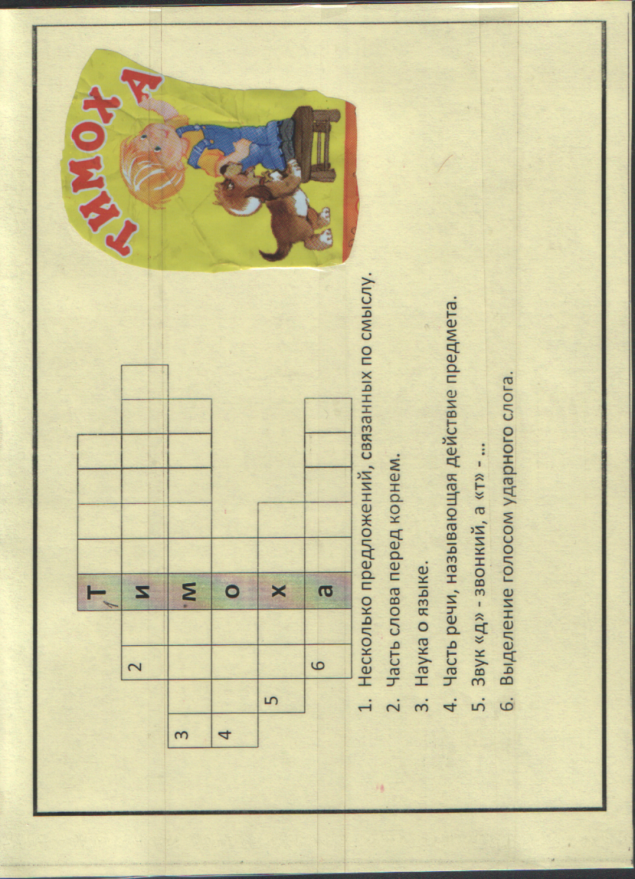 ТИМОХА
1 Т
2 и
3 м
4 о
5 х
6 а
1. Несколько предложений, связанных по смыслу.
2. Часть слова перед корнем.
3. Наука о языке.
4. Часть речи, называющая действие предмета.
5. Звук «д» - звонкий, а «т» - ...
6. Выделение голосом ударного слога.